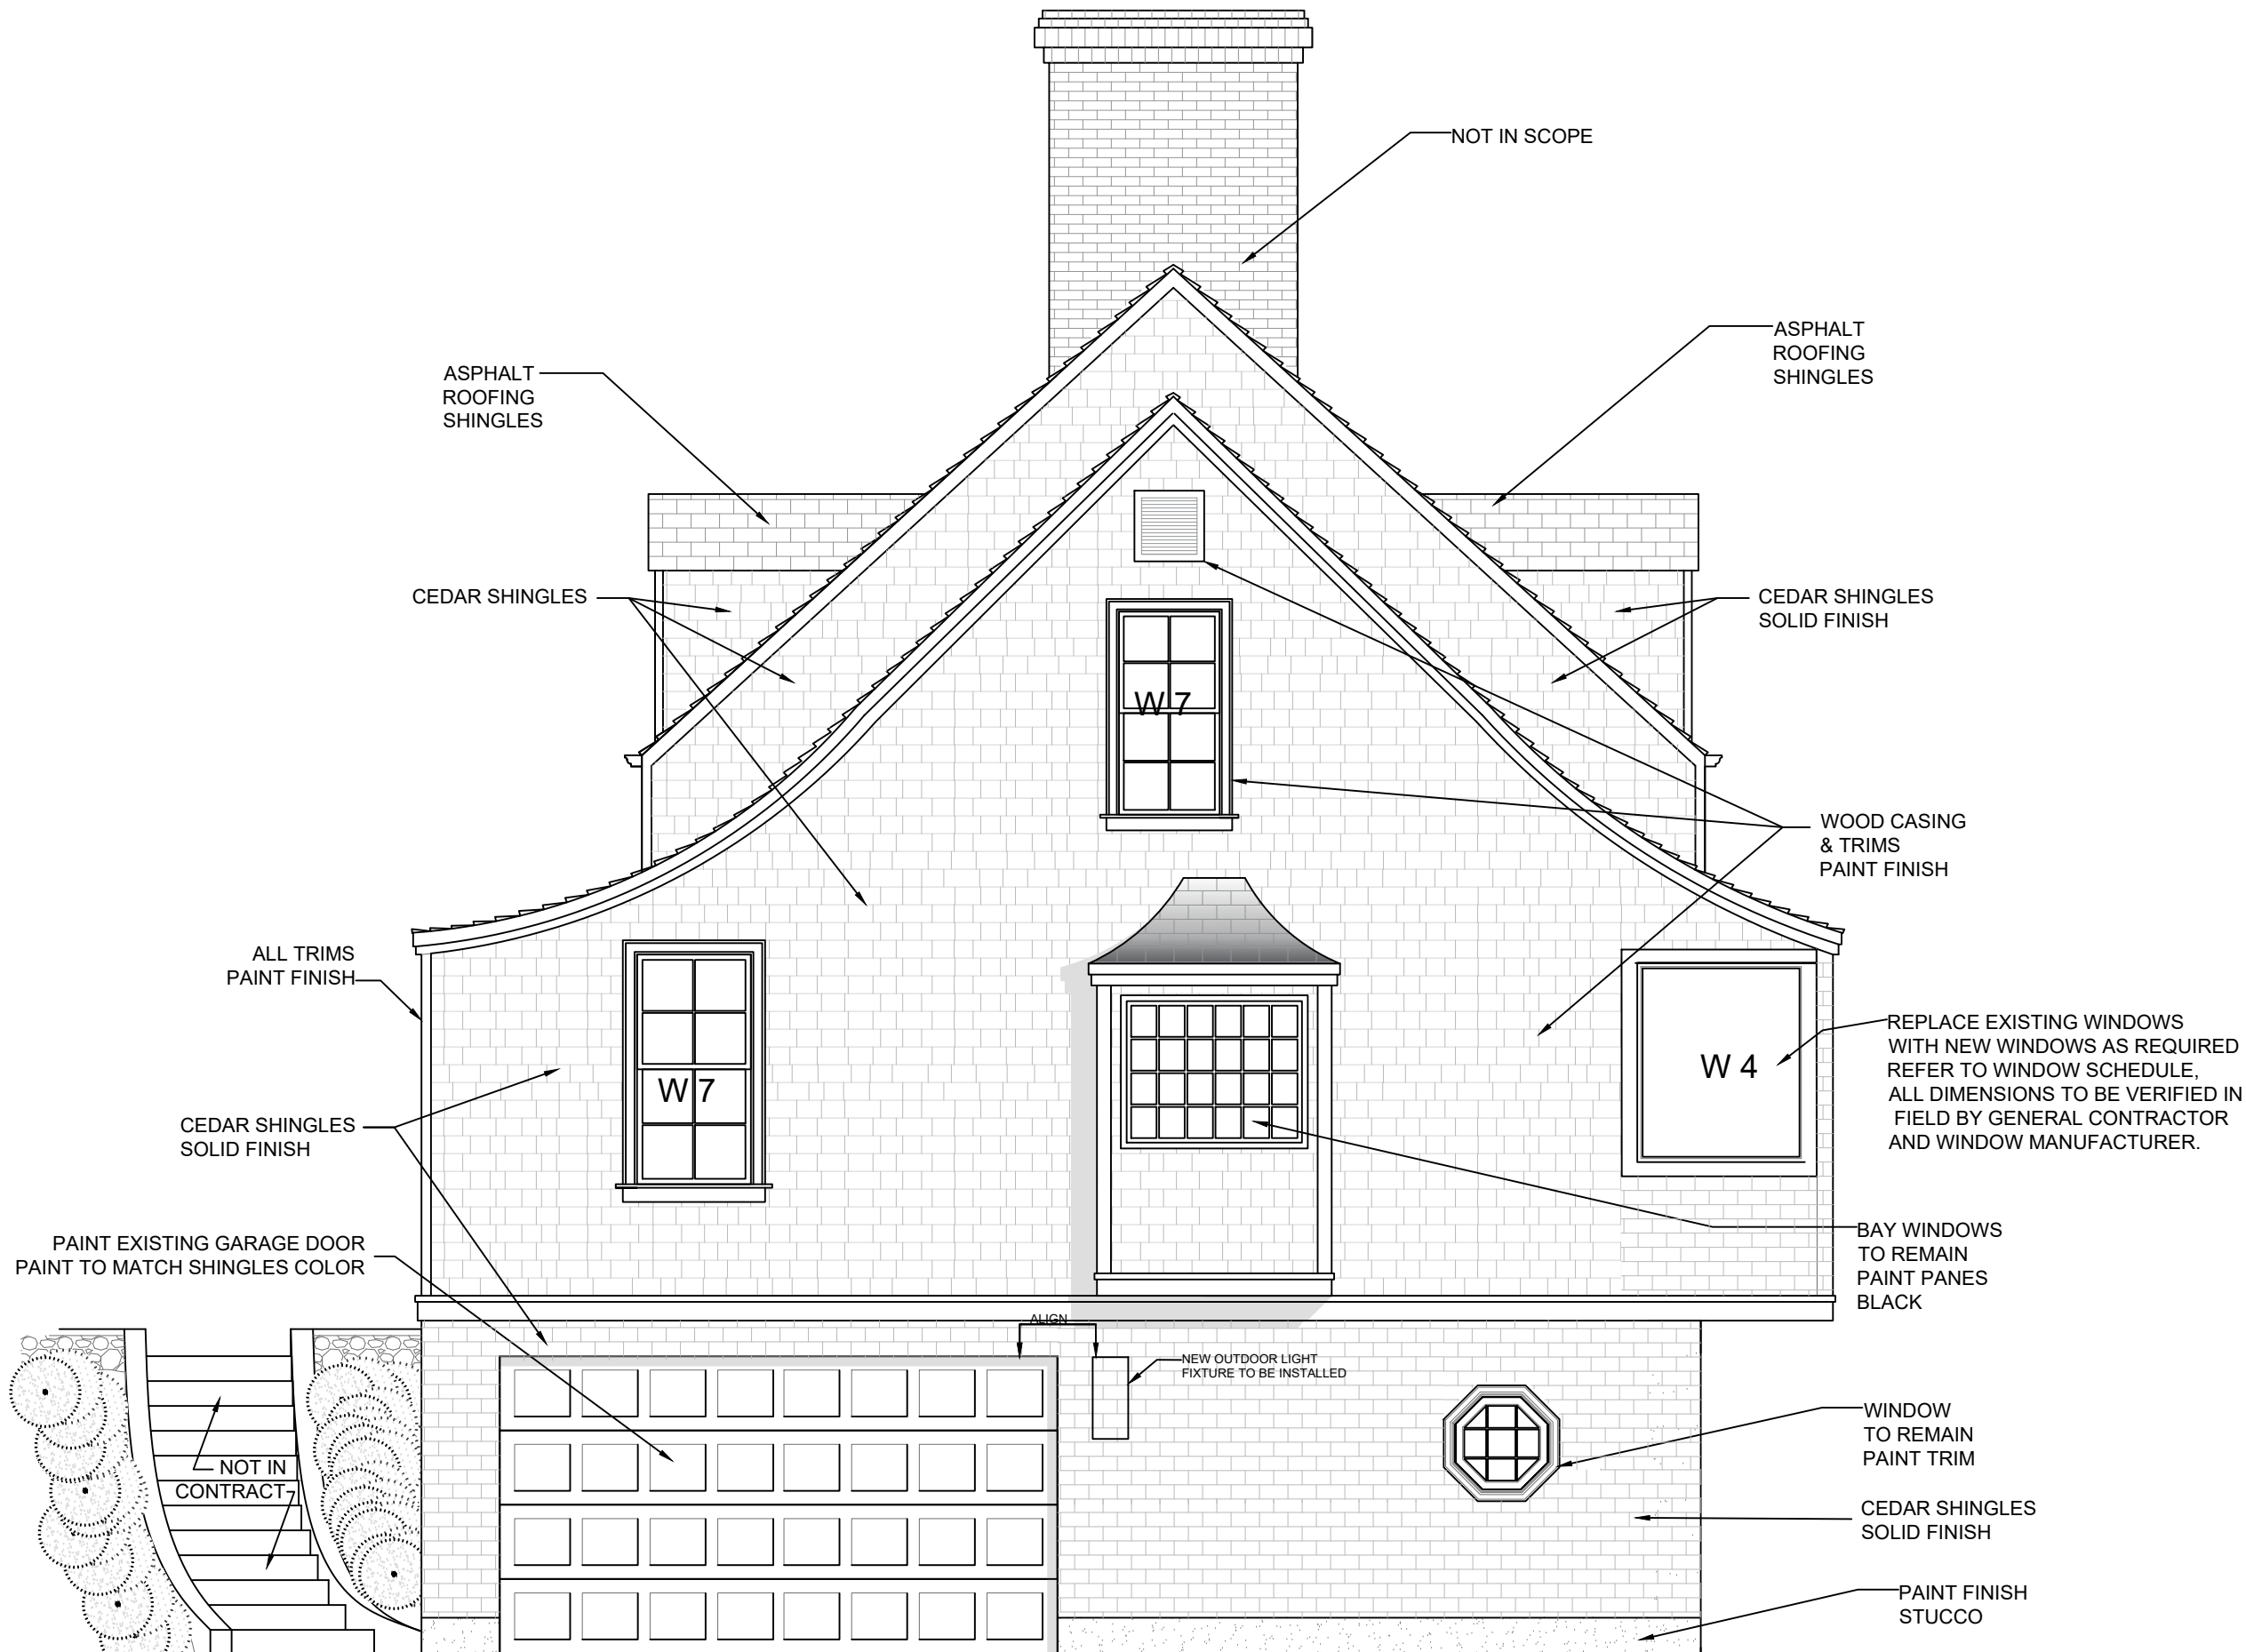 NOT IN SCOPE
ASPHALT
ROOFING
SHINGLES
ASPHALT
ROOFING
SHINGLES
CEDAR SHINGLES
CEDAR SHINGLES
SOLID FINISH
W 7
WOOD CASING
& TRIMS
PAINT FINISH
ALL TRIMS
PAINT FINISH
REPLACE EXISTING WINDOWS
WITH NEW WINDOWS AS REQUIRED
REFER TO WINDOW SCHEDULE,
ALL DIMENSIONS TO BE VERIFIED IN
FIELD BY GENERAL CONTRACTOR
AND WINDOW MANUFACTURER.
W 4
W 7
CEDAR SHINGLES
SOLID FINISH
BAY WINDOWS
TO REMAIN
PAINT PANES
BLACK
PAINT EXISTING GARAGE DOOR
PAINT TO MATCH SHINGLES COLOR
ALIGN
NEW OUTDOOR LIGHT
FIXTURE TO BE INSTALLED
WINDOW
TO REMAIN
PAINT TRIM
NOT IN
CONTRACT
CEDAR SHINGLES
SOLID FINISH
PAINT FINISH
STUCCO